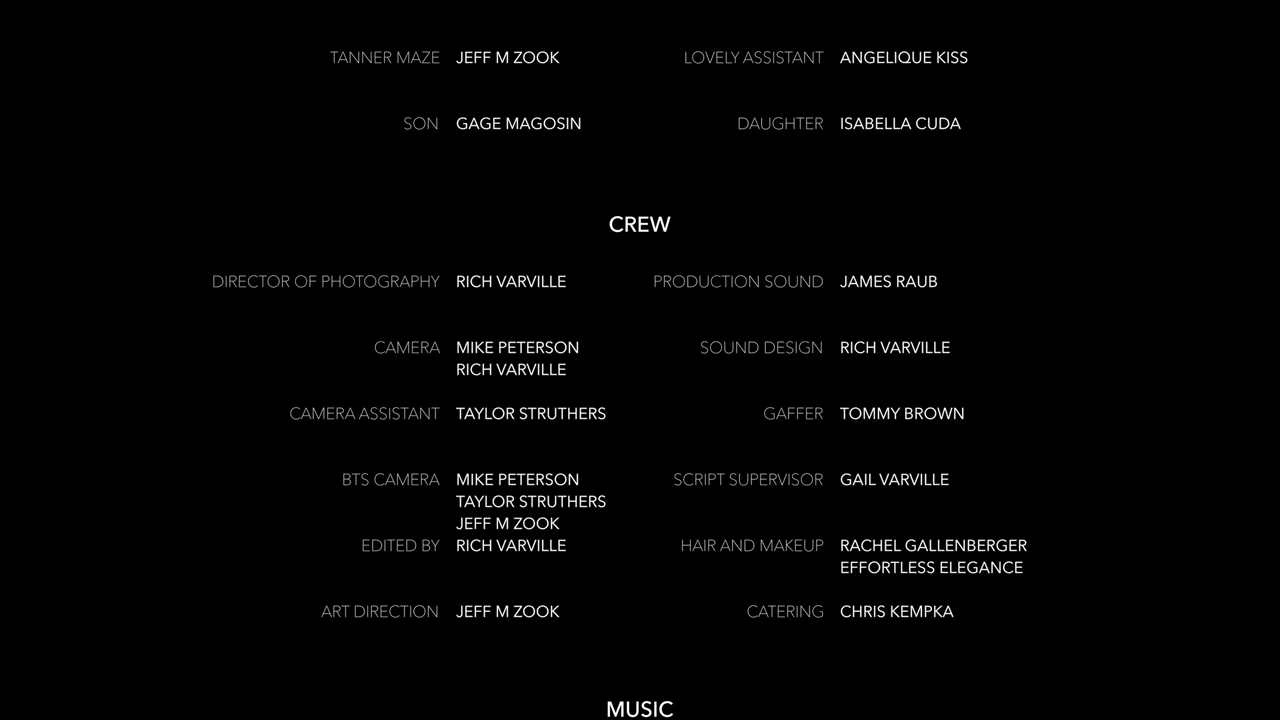 TANNER MAZE JEFF M ZOOK LOVELY ASSISTANT ANGELIQUE KISS
SON GAGE MAGOSIN DAUGHTER ISABELLA CUDA
CREW
DIRECTOR OF PHOTOGRAPHY RICH VARVILLE PRODUCTION SOUND JAMES RAUB
CAMERA MIKE PETERSON SOUND DESIGN RICH VARVILLE
RICH VARVILLE
CAMERA ASSISTANT TAYLOR STRUTHERS GAFFER TOMMY BROWN
BTS CAMERA MIKE PETERSON SCRIPT SUPERVISOR GAIL VARVILLE
TAYLOR STRUTHERS
JEFF M ZOOK
EDITED BY RICH VARVILLE HAIR AND MAKEUP RACHEL GALLENBERGER
EFFORTLESS ELEGANCE
ART DIRECTION JEFF M ZOOK CATERING CHRIS KEMPKA
MUSIC